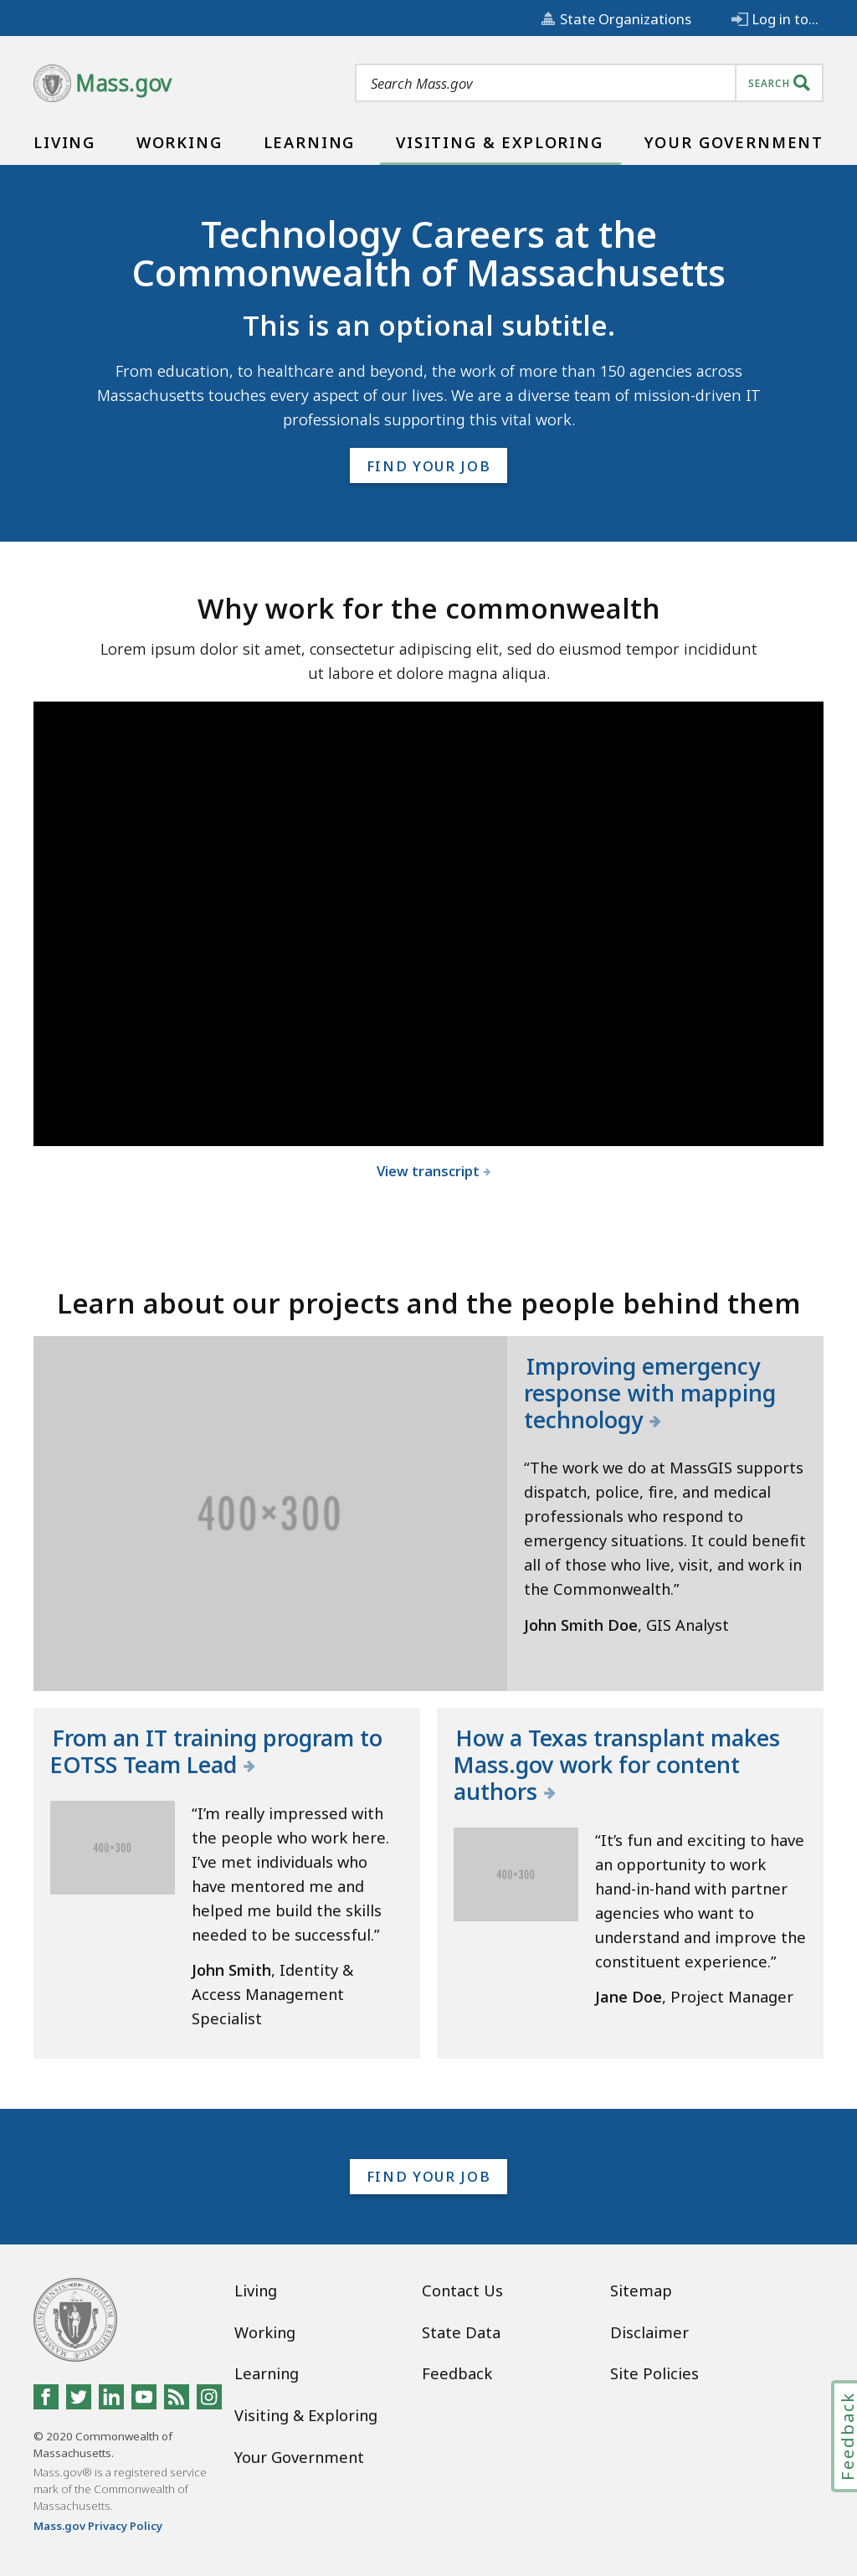 State Organizations
Log in to...
Mass.gov
Search Mass.gov
SEARCH
LIVING
WORKING
LEARNING
VISITING & EXPLORING
YOUR GOVERNMENT
Technology Careers at the
Commonwealth of Massachusetts
This is an optional subtitle.
From education, to healthcare and beyond, the work of more than 150 agencies across
Massachusetts touches every aspect of our lives. We are a diverse team of mission-driven IT
professionals supporting this vital work.
FIND YOUR JOB
Why work for the commonwealth
Lorem ipsum dolor sit amet, consectetur adipiscing elit, sed do eiusmod tempor incididunt
ut labore et dolore magna aliqua.
View transcript
Learn about our projects and the people behind them
400×300
Improving emergency
response with mapping
technology
“The work we do at MassGIS supports
dispatch, police, fire, and medical
professionals who respond to
emergency situations. It could benefit
all of those who live, visit, and work in
the Commonwealth.”
John Smith Doe, GIS Analyst
From an IT training program to
EOTSS Team Lead
400×300
“I’m really impressed with
the people who work here.
I’ve met individuals who
have mentored me and
helped me build the skills
needed to be successful.”
John Smith, Identity &
Access Management
Specialist
How a Texas transplant makes
Mass.gov work for content
authors
400×300
“It’s fun and exciting to have
an opportunity to work
hand-in-hand with partner
agencies who want to
understand and improve the
constituent experience.”
Jane Doe, Project Manager
FIND YOUR JOB
Living
Working
Learning
Visiting & Exploring
Your Government
Contact Us
State Data
Feedback
Sitemap
Disclaimer
Site Policies
© 2020 Commonwealth of
Massachusetts.
Mass.gov® is a registered service
mark of the Commonwealth of
Massachusetts.
Mass.gov Privacy Policy
Feedback